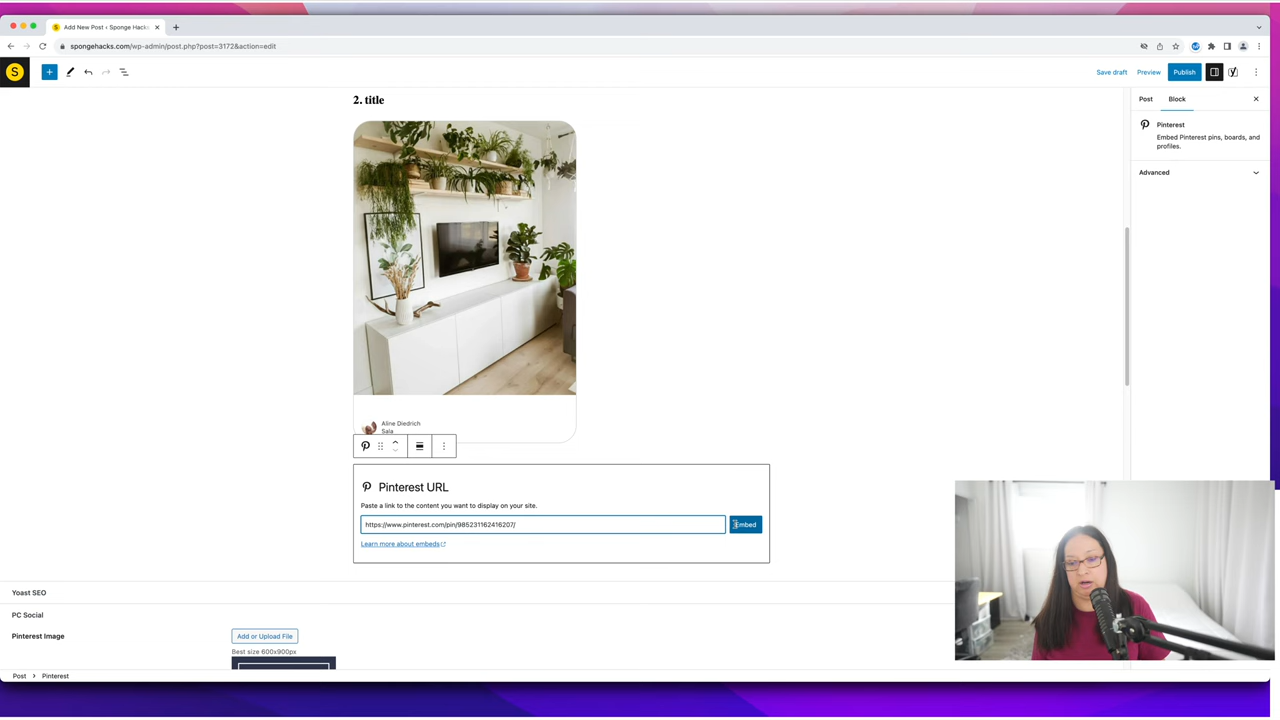 Add New Post ‹ Sponge Hacks
spongehacks.com/wp-admin/post.php?post=3172&action=edit
S
Save draft
Preview
Publish
2. title
Post
Block
Pinterest
Embed Pinterest pins, boards, and
profiles.
Advanced
Aline Diedrich
Sala
Pinterest URL
Paste a link to the content you want to display on your site.
https://www.pinterest.com/pin/985231162416207/
Embed
Learn more about embeds
Yoast SEO
PC Social
Pinterest Image
Add or Upload File
Best size 600x900px
Post
Pinterest